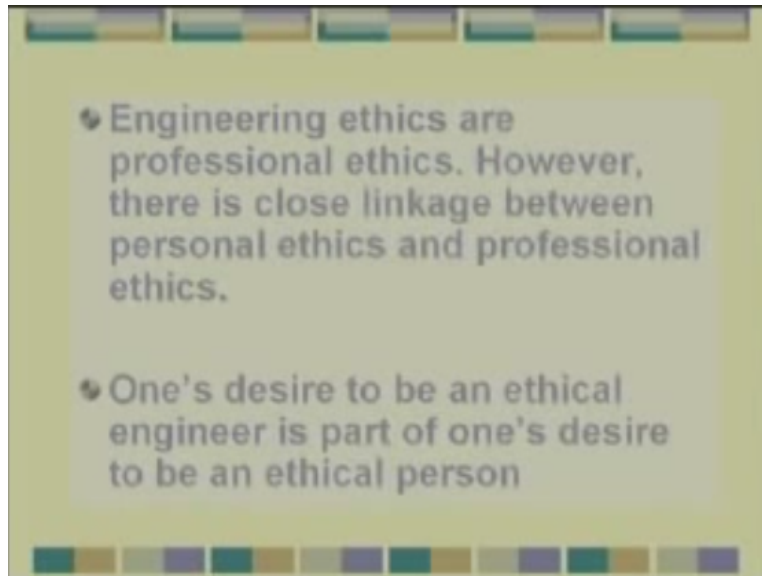 Engineering ethics are
professional ethics. However,
there is close linkage between
personal ethics and professional
ethics.
One's desire to be an ethical
engineer is part of one's desire
to be an ethical person